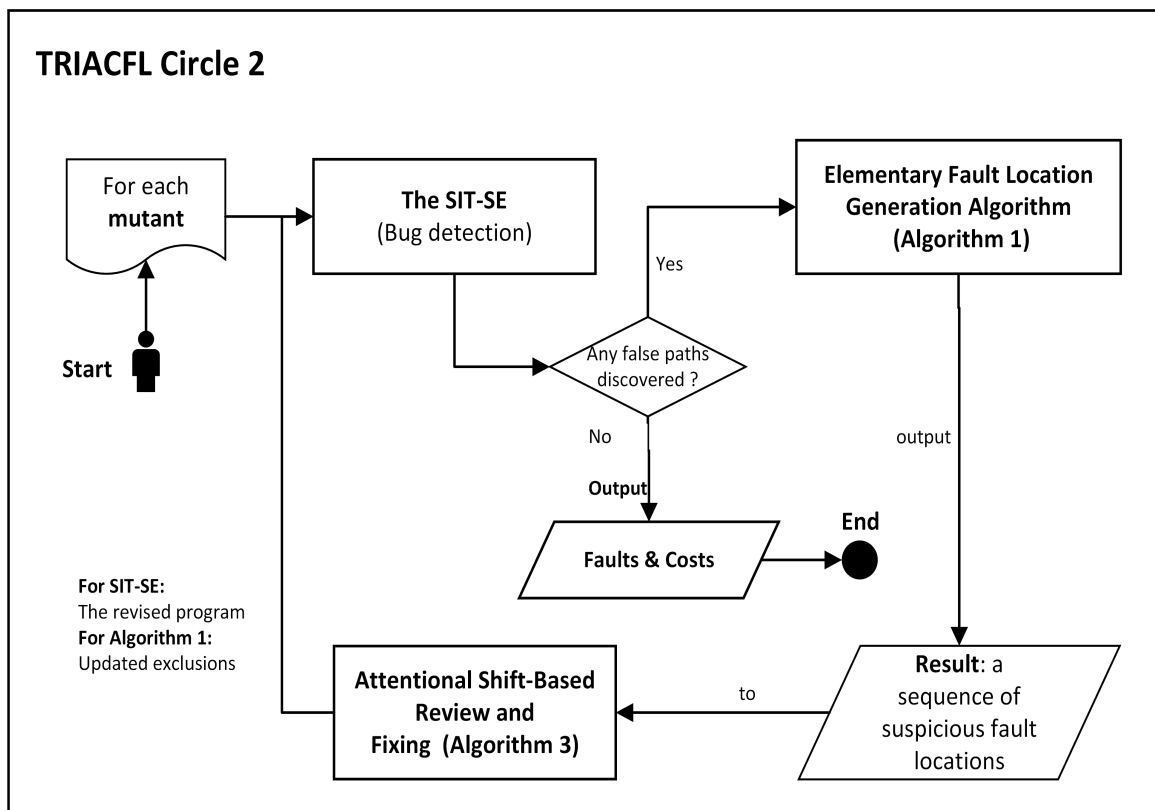 TRIACFL Circle 2
For each
mutant
Start
The SIT-SE
(Bug detection)
Any false paths
discovered ?
Yes
No
Elementary Fault Location
Generation Algorithm
(Algorithm 1)
output
Output
Faults & Costs
End
Result: a
sequence of
suspicious fault
locations
to
Attentional Shift-Based
Review and
Fixing (Algorithm 3)
For SIT-SE:
The revised program
For Algorithm 1:
Updated exclusions